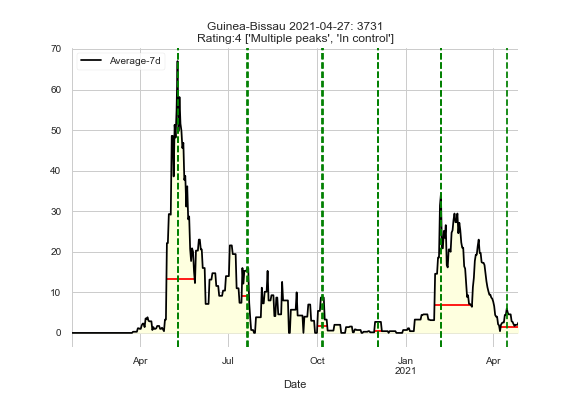 Guinea-Bissau 2021-04-27: 3731
Rating:4 ['Multiple peaks', 'In control']
70
Average-7d
60
50
40
30
20
10
0
Apr
Jul
Oct
Jan
2021
Apr
Date